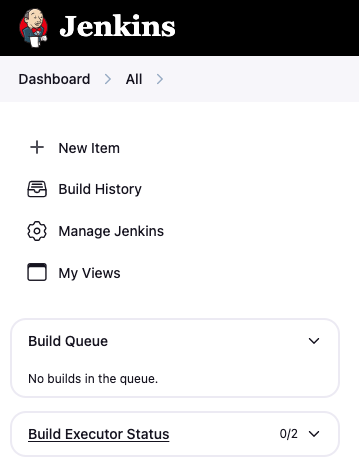 Jenkins
Dashboard All
New Item
Build History
Manage Jenkins
My Views
Build Queue
No builds in the queue.
Build Executor Status 0/2